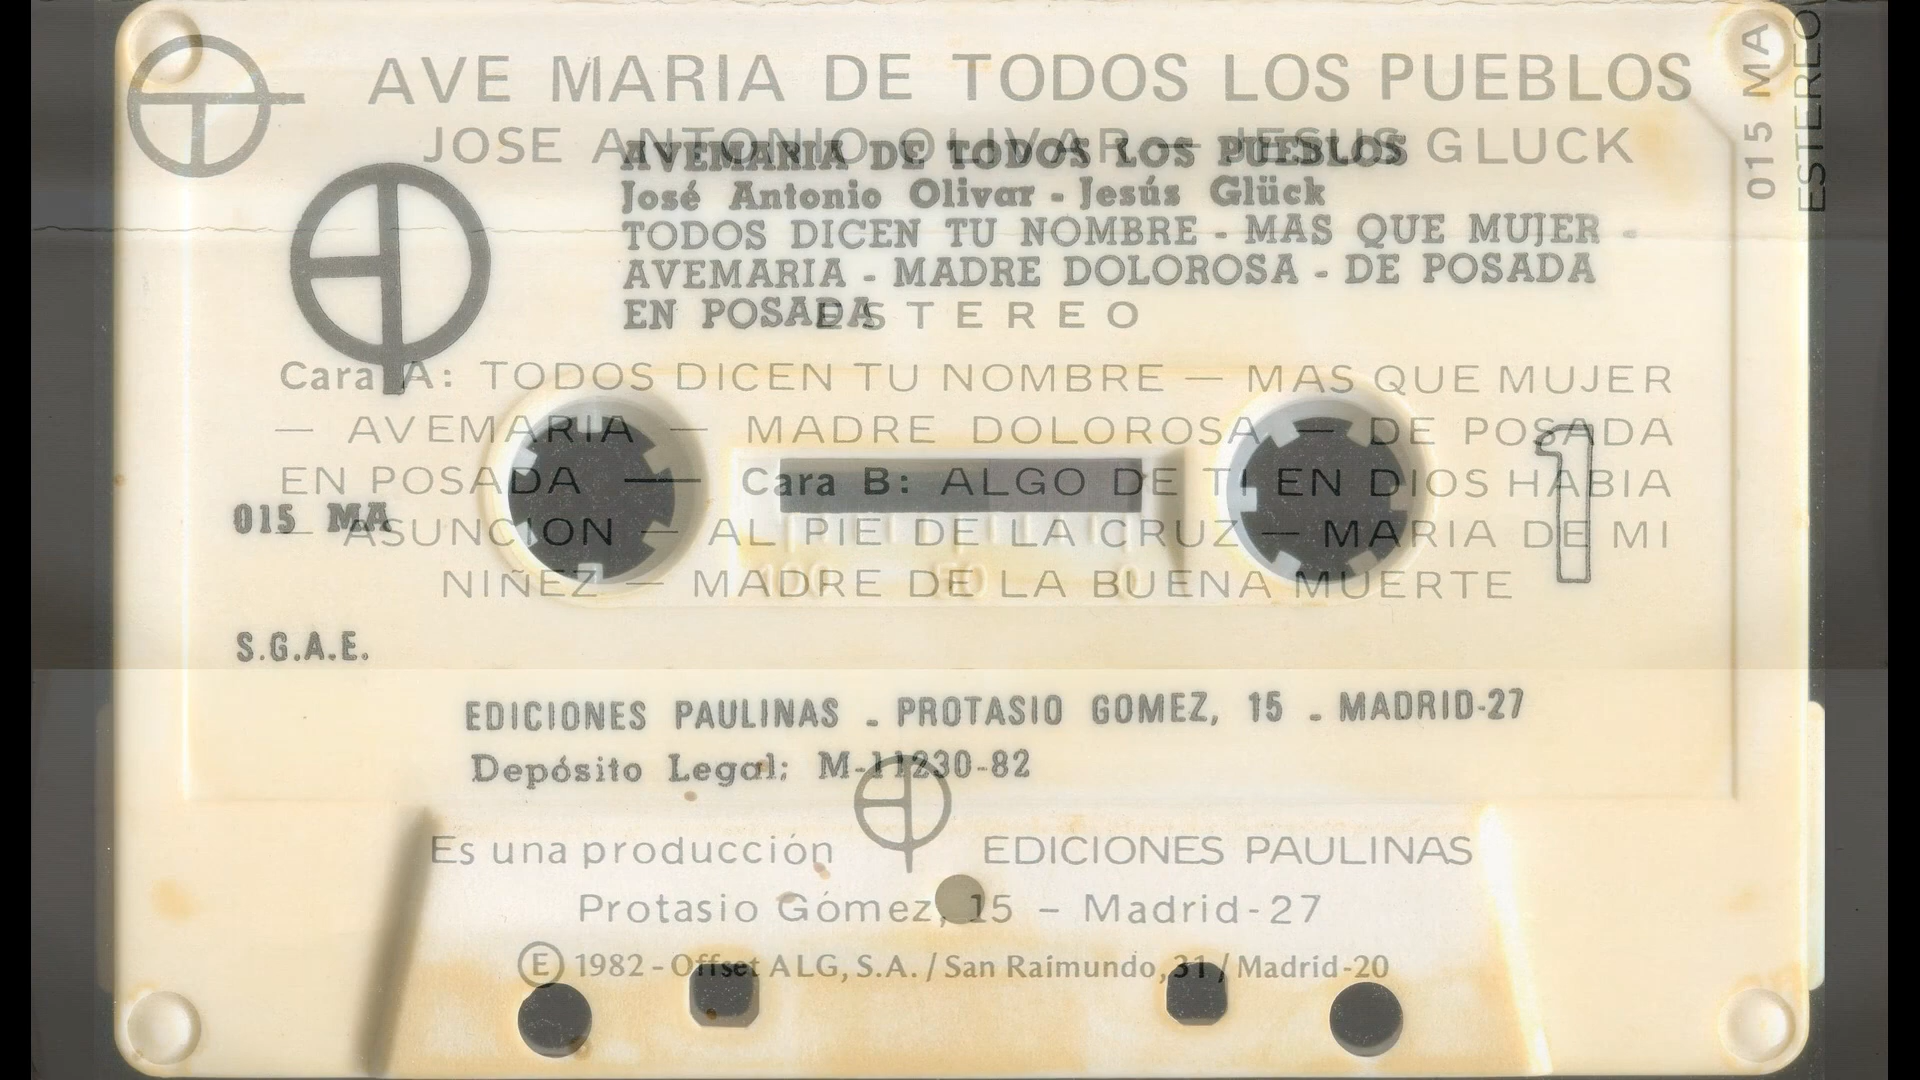 AVE MARIA DE TODOS LOS PUEBLOS
JOSE ANTONIO OLIVAR – JESUS GLUCK
015 MA
ESTEREO
AVEMARIA DE TODOS LOS PUEBLOS
José Antonio Olivar - Jesús Glück
TODOS DICEN TU NOMBRE - MAS QUE MUJER -
AVEMARIA - MADRE DOLOROSA - DE POSADA
EN POSADA
ESTEREO
Cara A: TODOS DICEN TU NOMBRE — MAS QUE MUJER
— AVEMARIA — MADRE DOLOROSA — DE POSADA
EN POSADA — Cara B: ALGO DE TI EN DIOS HABIA
— ASUNCION — AL PIE DE LA CRUZ — MARIA DE MI
NIÑEZ — MADRE DE LA BUENA MUERTE
015 MA
1
100 50 0
S.G.A.E.
EDICIONES PAULINAS - PROTASIO GOMEZ, 15 - MADRID-27
Depósito Legal: M-11230-82
Es una producción EDICIONES PAULINAS
Protasio Gómez, 15 – Madrid-27
Ⓔ 1982 - Offset ALG, S.A. / San Raimundo, 31 / Madrid-20